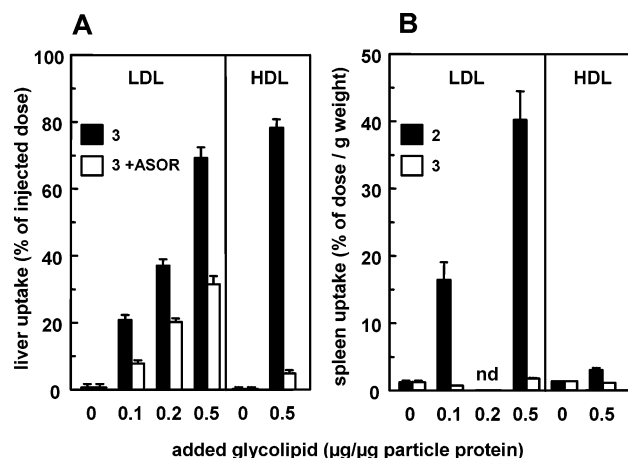 A
liver uptake (% of injected dose)
100
80
60
40
20
0
LDL
HDL
3
3 +ASOR
0 0.1 0.2 0.5 0 0.5
B
spleen uptake (% of dose / g weight)
50
40
30
20
10
0
LDL
HDL
2
3
nd
0 0.1 0.2 0.5 0 0.5
added glycolipid (µg/µg particle protein)